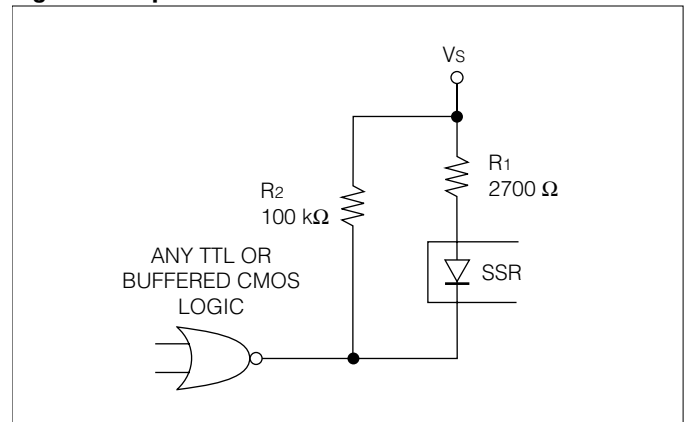 Vs
R1
2700 Ω
R2
100 kΩ
ANY TTL OR
BUFFERED CMOS
LOGIC
SSR